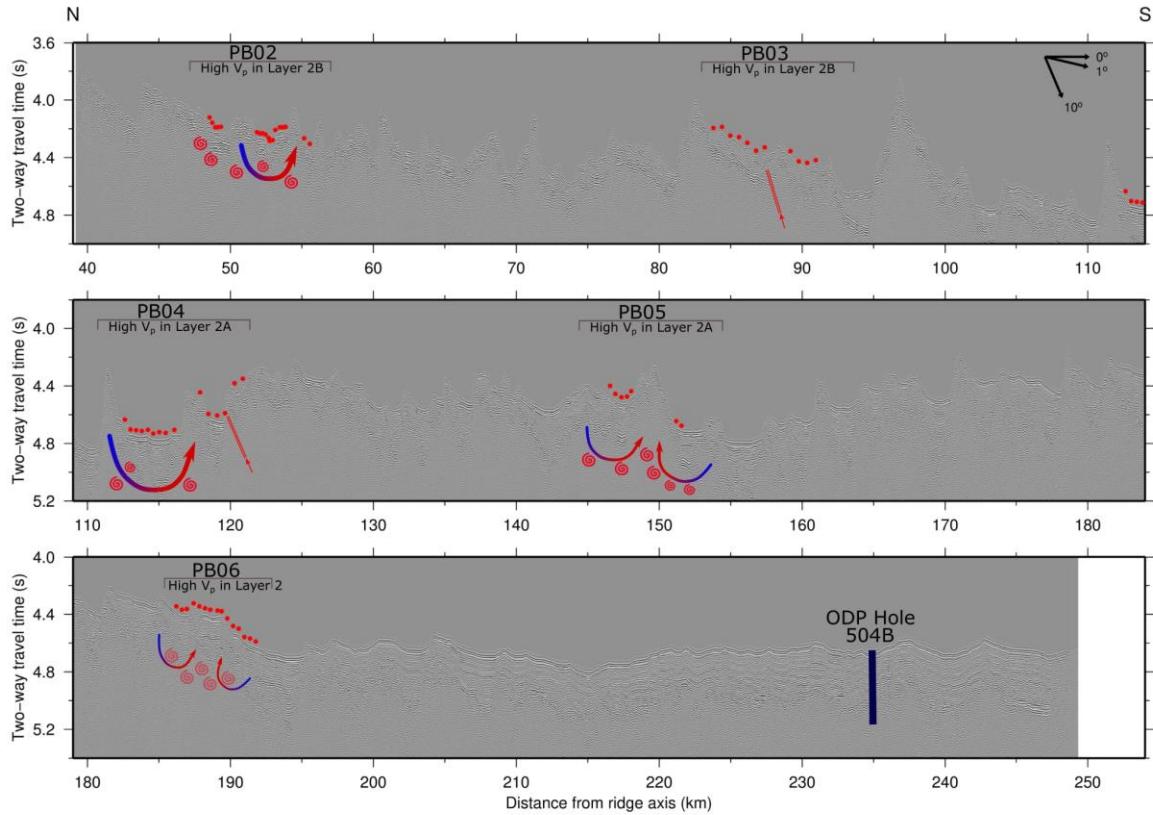 N S
PB02
High Vp in Layer 2B
PB03
High Vp in Layer 2B
0°
1°
10°
Two-way travel time (s)
3.6
4.0
4.4
4.8
40 50 60 70 80 90 100 110
PB04
High Vp in Layer 2A
PB05
High Vp in Layer 2A
Two-way travel time (s)
4.0
4.4
4.8
5.2
110 120 130 140 150 160 170 180
PB06
High Vp in Layer 2
ODP Hole
504B
Two-way travel time (s)
4.0
4.4
4.8
5.2
180 190 200 210 220 230 240 250
Distance from ridge axis (km)